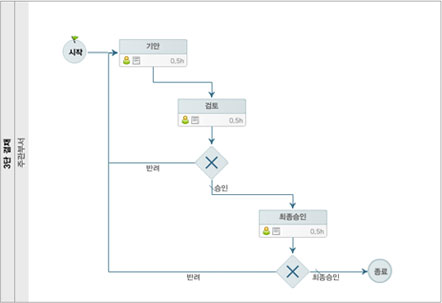 3단 결재
주관부서
시작
기안
0.5h
검토
0.5h
반려
승인
최종승인
0.5h
반려
최종승인
종료